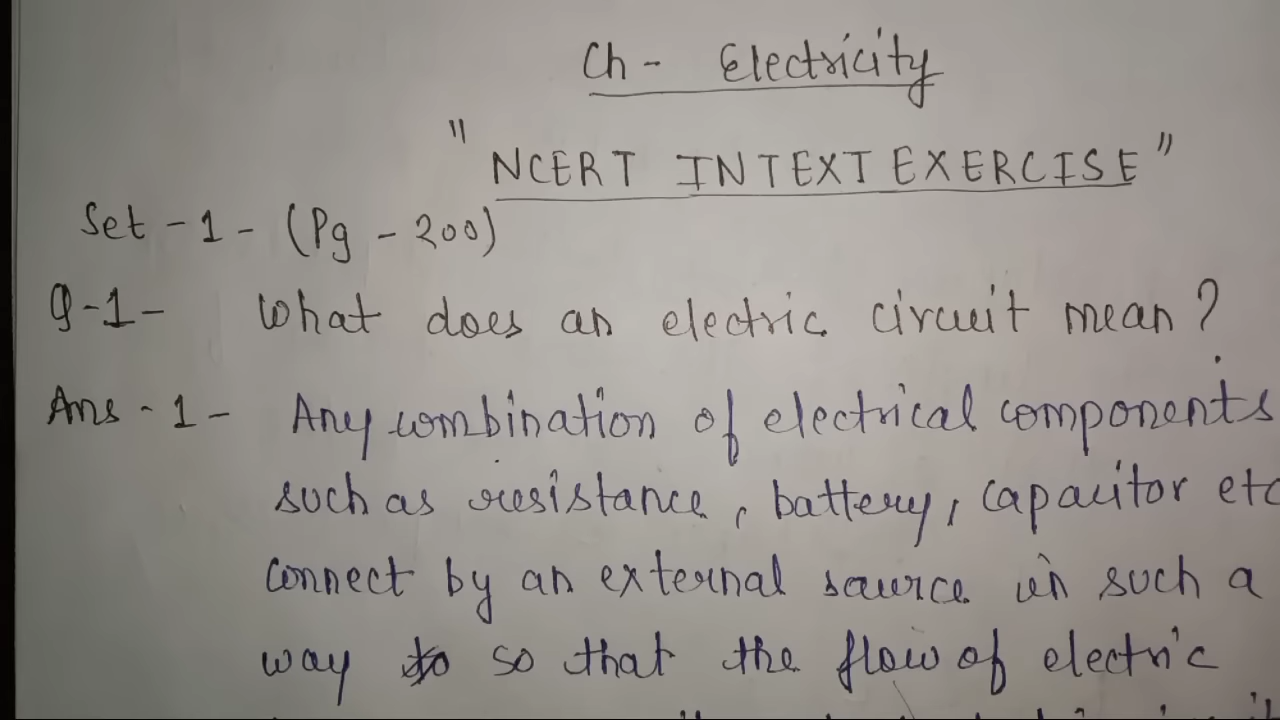 Ch - Electricity
"NCERT INTEXT EXERCISE"
Set - 1 - (Pg - 200)
Q-1- What does an electric circuit mean?
Ans - 1 - Any combination of electrical components
such as resistance, battery, capacitor etc
connect by an external source in such a
way so that the flow of electric